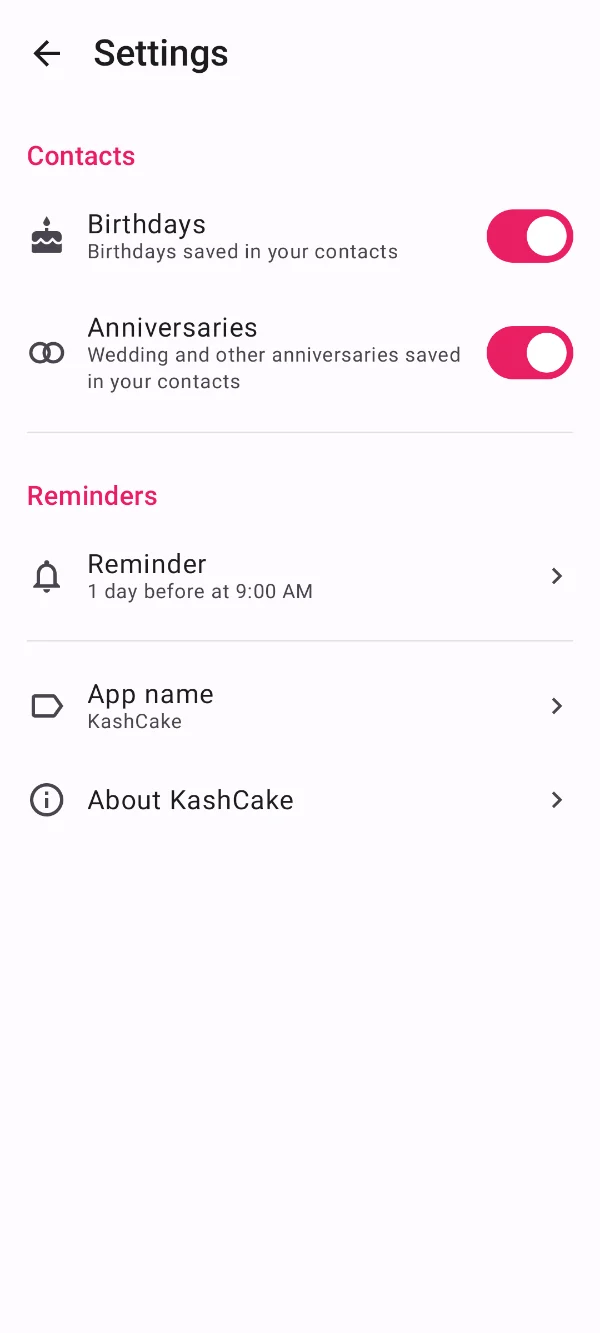 Settings
Contacts
Birthdays
Birthdays saved in your contacts
Anniversaries
Wedding and other anniversaries saved
in your contacts
Reminders
Reminder
1 day before at 9:00 AM
App name
KashCake
About KashCake